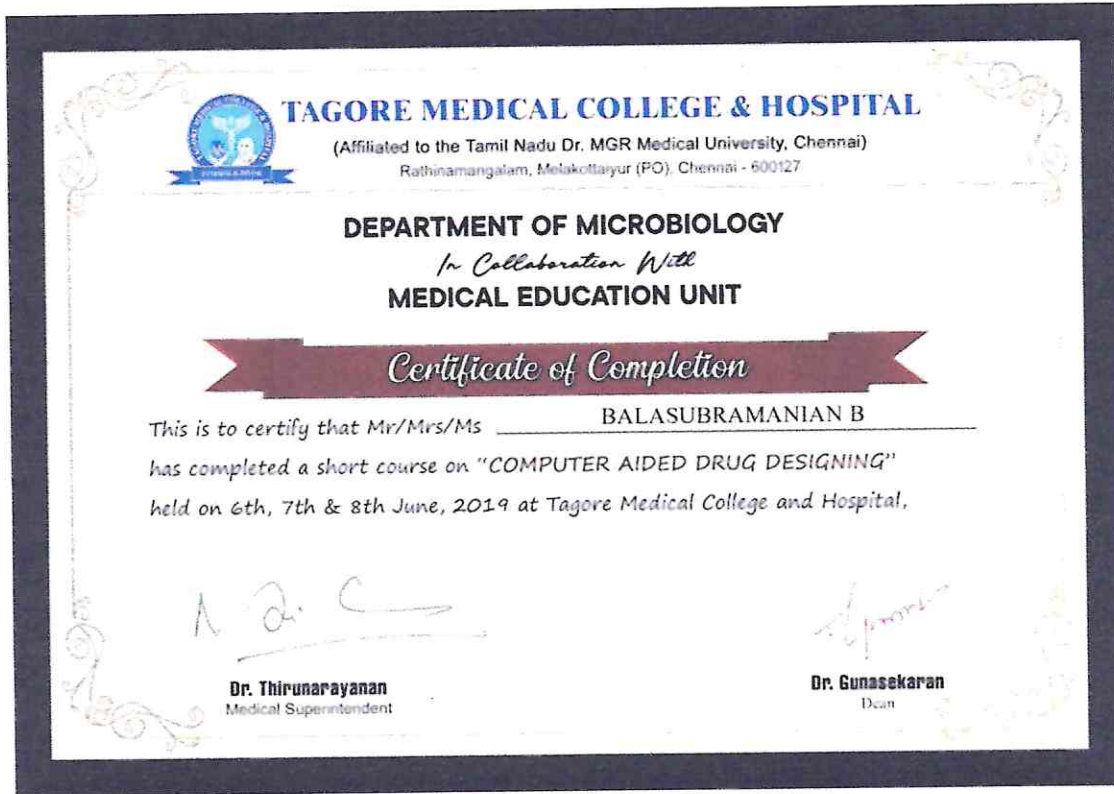 TAGORE MEDICAL COLLEGE & HOSPITAL
(Affiliated to the Tamil Nadu Dr. MGR Medical University, Chennai)
Rathinamangalam, Melakottaiyur (PO), Chennai - 600127
DEPARTMENT OF MICROBIOLOGY
In Collaboration With
MEDICAL EDUCATION UNIT
Certificate of Completion
This is to certify that Mr/Mrs/Ms BALASUBRAMANIAN B
has completed a short course on "COMPUTER AIDED DRUG DESIGNING"
held on 6th, 7th & 8th June, 2019 at Tagore Medical College and Hospital,
Dr. Thirunarayanan
Medical Superintendent
Dr. Gunasekaran
Dean